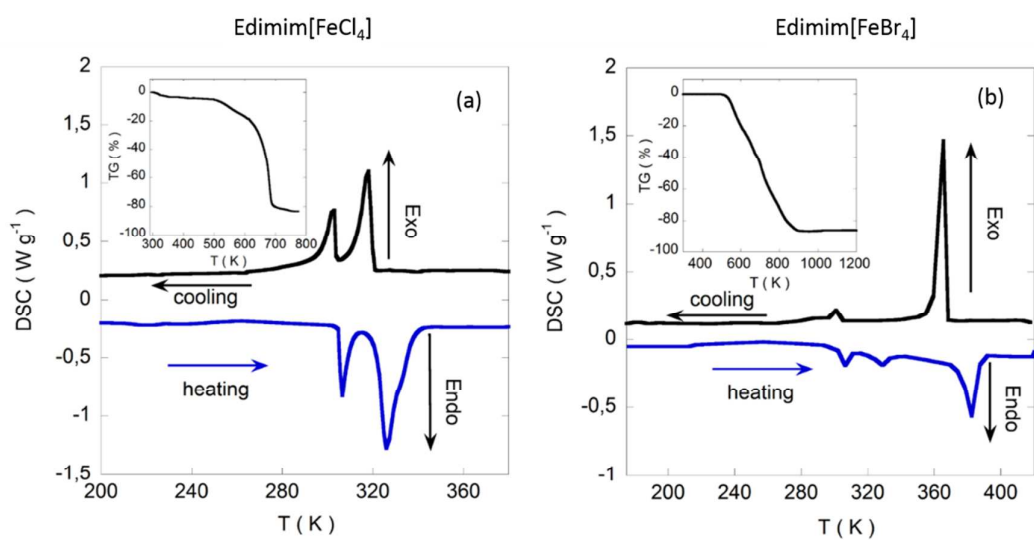 Edimim[FeCl4]
Edimim[FeBr4]
(a)
2
1,5
1
0,5
0
-0,5
-1
-1,5
DSC ( W g-1)
200 240 280 320 360
T ( K )
0
-20
-40
-60
-80
-100
TG ( % )
300 400 500 600 700 800
T ( K )
Exo
cooling
heating
Endo
(b)
2
1,5
1
0,5
0
-0,5
-1
DSC ( W g-1)
200 240 280 320 360 400
T ( K )
0
-20
-40
-60
-80
-100
TG ( % )
400 600 800 1000 1200
T ( K )
Exo
cooling
heating
Endo